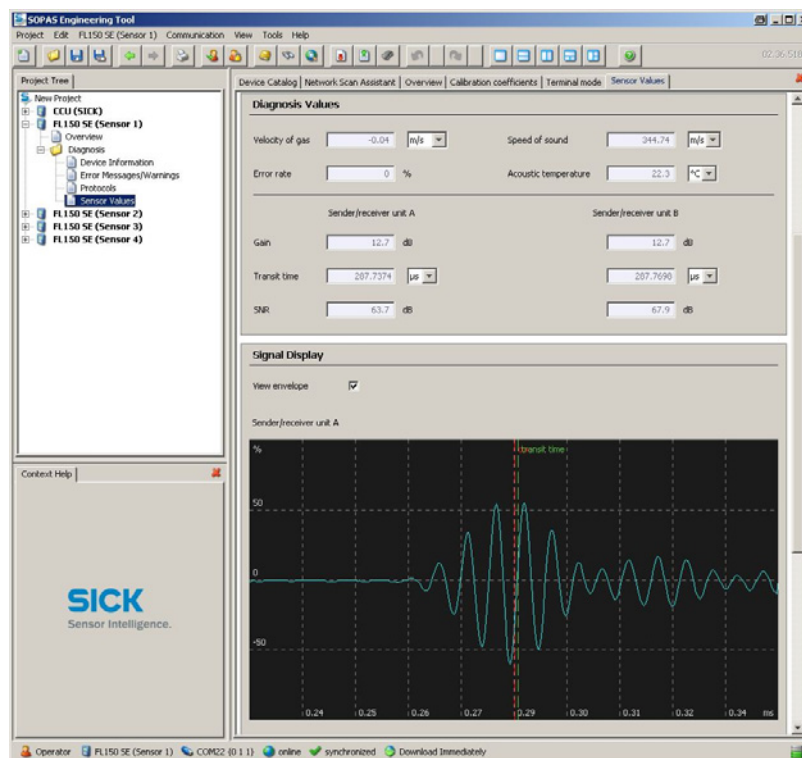 SOPAS Engineering Tool
Project Edit FL150 SE (Sensor 1) Communication View Tools Help
Project Tree
New Project
CCU (SICK)
FL150 SE (Sensor 1)
Overview
Diagnosis
Device Information
Error Messages/Warnings
Protocols
Sensor Values
FL150 SE (Sensor 2)
FL150 SE (Sensor 3)
FL150 SE (Sensor 4)
Context Help
SICK
Sensor Intelligence.
Device Catalog Network Scan Assistant Overview Calibration coefficients Terminal mode Sensor Values
Diagnosis Values
Velocity of gas -0.04 m/s Speed of sound 344.74 m/s
Error rate 0 % Acoustic temperature 22.3 °C
Sender/receiver unit A Sender/receiver unit B
Gain 12.7 dB 12.7 dB
Transit time 287.7374 µs 287.7690 µs
SNR 63.7 dB 67.9 dB
Signal Display
View envelope
Sender/receiver unit A
%
transit time
50
0
-50
0.24 0.25 0.26 0.27 0.28 0.29 0.30 0.31 0.32 0.34 ms
Operator FL150 SE (Sensor 1) COM22 {0 1 1} online synchronized Download Immediately